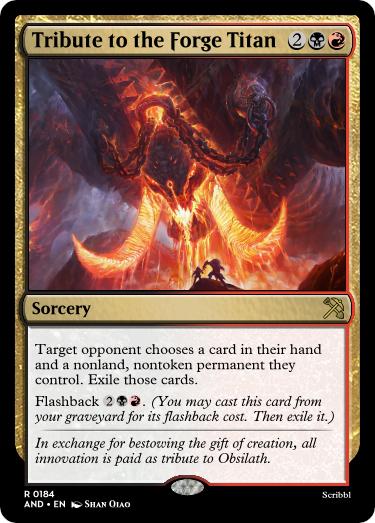 Tribute to the Forge Titan 2
Sorcery
Target opponent chooses a card in their hand
and a nonland, nontoken permanent they
control. Exile those cards.
Flashback 2. (You may cast this card from
your graveyard for its flashback cost. Then exile it.)
In exchange for bestowing the gift of creation, all
innovation is paid as tribute to Obsilath.
R 0184
AND • EN Shan Qiao
Scribbl